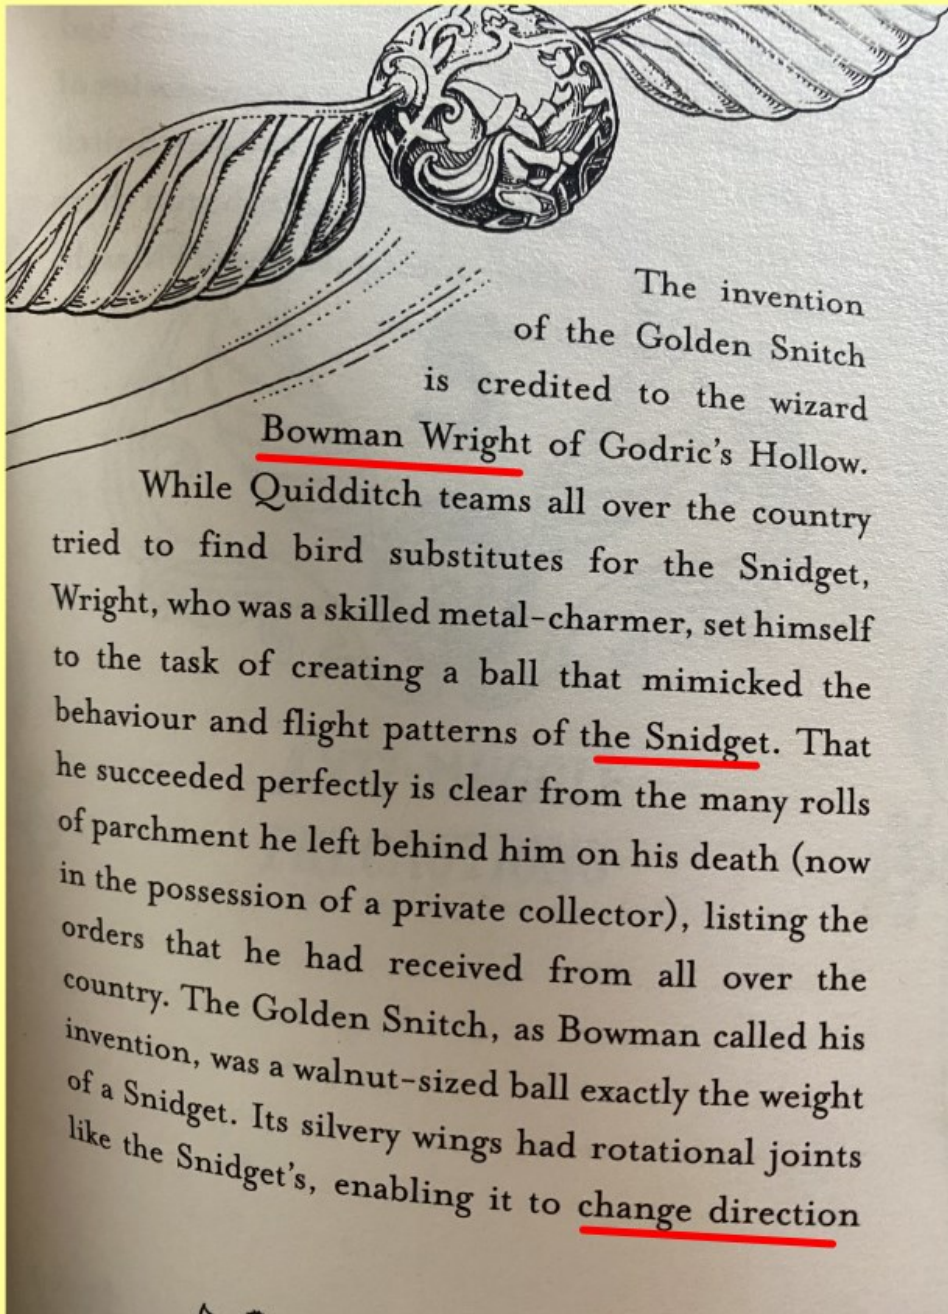 The invention
of the Golden Snitch
is credited to the wizard
Bowman Wright of Godric's Hollow.
While Quidditch teams all over the country
tried to find bird substitutes for the Snidget,
Wright, who was a skilled metal-charmer, set himself
to the task of creating a ball that mimicked the
behaviour and flight patterns of the Snidget. That
he succeeded perfectly is clear from the many rolls
of parchment he left behind him on his death (now
in the possession of a private collector), listing the
orders that he had received from all over the
country. The Golden Snitch, as Bowman called his
invention, was a walnut-sized ball exactly the weight
of a Snidget. Its silvery wings had rotational joints
like the Snidget's, enabling it to change direction